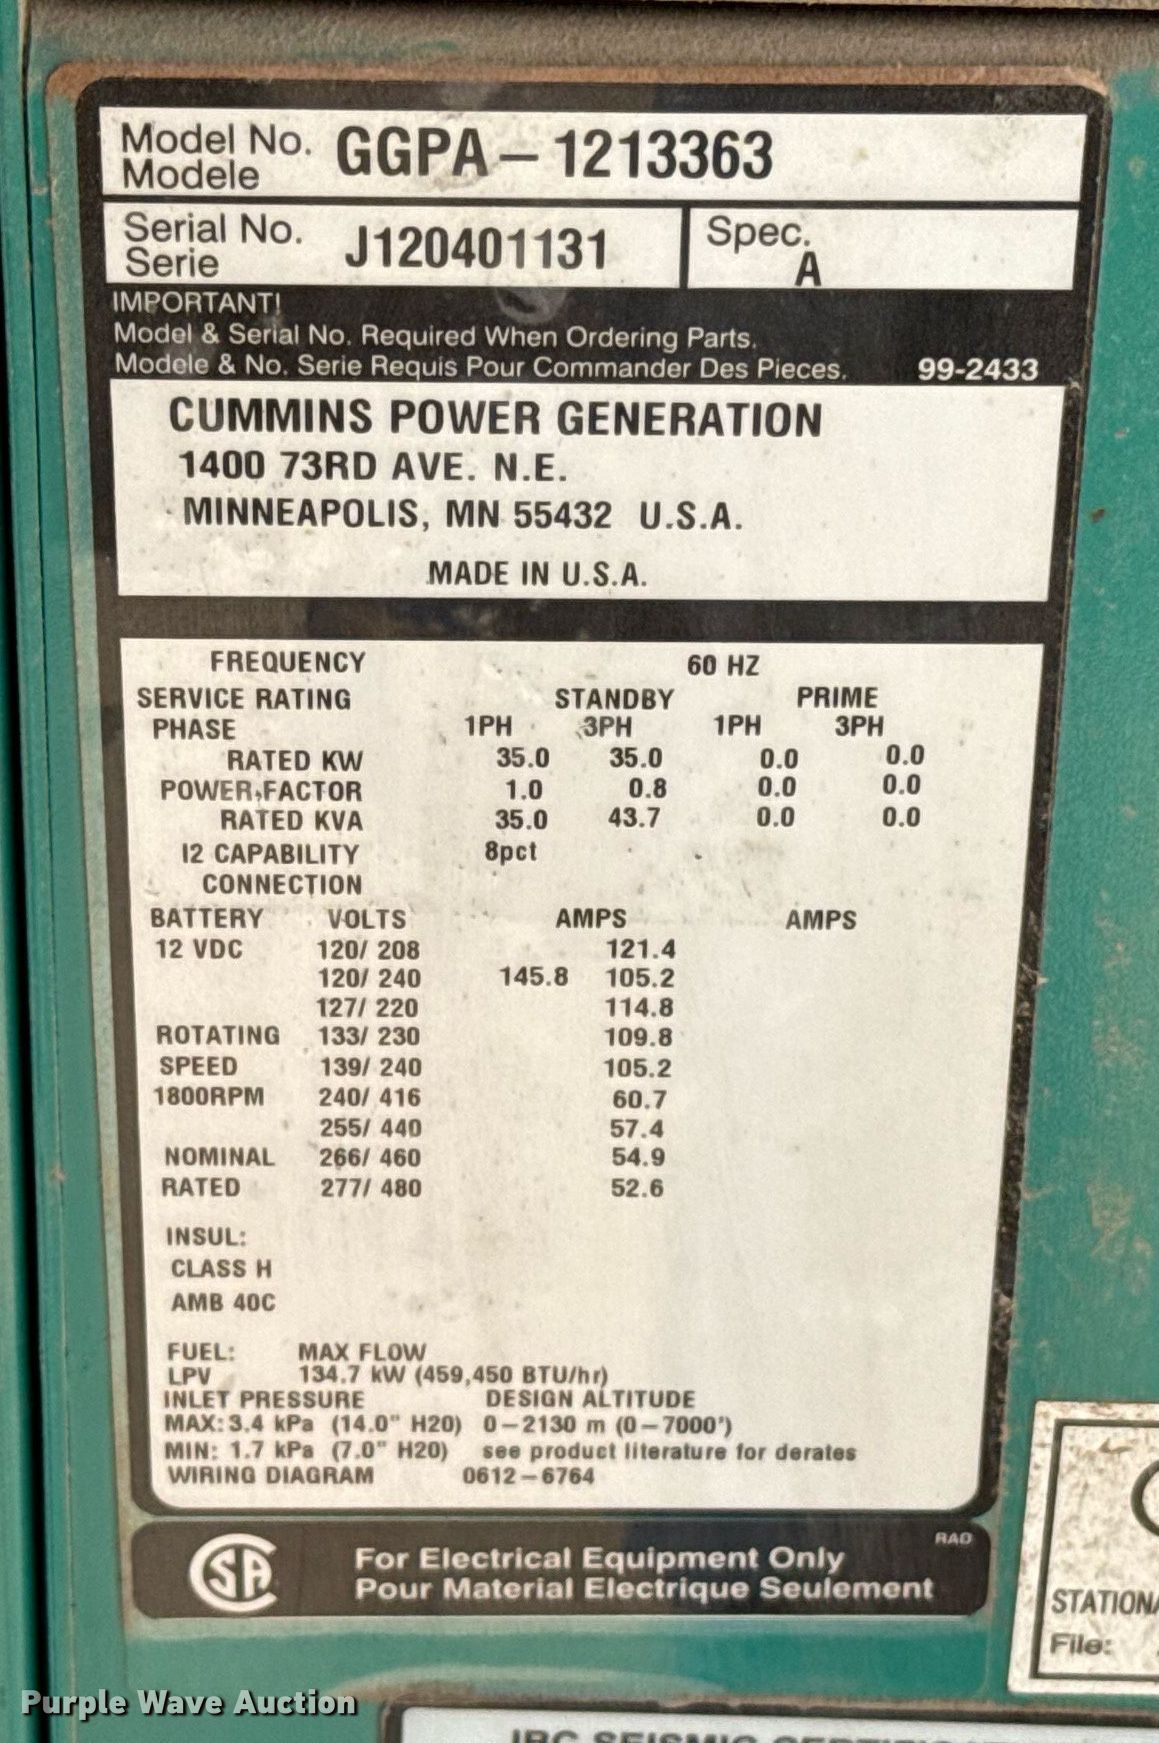 Model No. GGPA – 1213363
Modele
Serial No. J120401131 Spec.
Serie A
IMPORTANT!
Model & Serial No. Required When Ordering Parts.
Modele & No. Serie Requis Pour Commander Des Pieces. 99-2433
CUMMINS POWER GENERATION
1400 73RD AVE. N.E.
MINNEAPOLIS, MN 55432 U.S.A.
MADE IN U.S.A.
FREQUENCY 60 HZ
SERVICE RATING STANDBY PRIME
PHASE 1PH 3PH 1PH 3PH
RATED KW 35.0 35.0 0.0 0.0
POWER FACTOR 1.0 0.8 0.0 0.0
RATED KVA 35.0 43.7 0.0 0.0
I2 CAPABILITY 8pct
CONNECTION
BATTERY VOLTS AMPS AMPS
12 VDC 120/ 208 121.4
120/ 240 145.8 105.2
127/ 220 114.8
ROTATING 133/ 230 109.8
SPEED 139/ 240 105.2
1800RPM 240/ 416 60.7
255/ 440 57.4
NOMINAL 266/ 460 54.9
RATED 277/ 480 52.6
INSUL:
CLASS H
AMB 40C
FUEL: MAX FLOW
LPV 134.7 kW (459,450 BTU/hr)
INLET PRESSURE DESIGN ALTITUDE
MAX: 3.4 kPa (14.0" H20) 0–2130 m (0–7000')
MIN: 1.7 kPa (7.0" H20) see product literature for derates
WIRING DIAGRAM 0612–6764
RAD
CSA For Electrical Equipment Only
Pour Material Electrique Seulement
File:
Purple Wave Auction